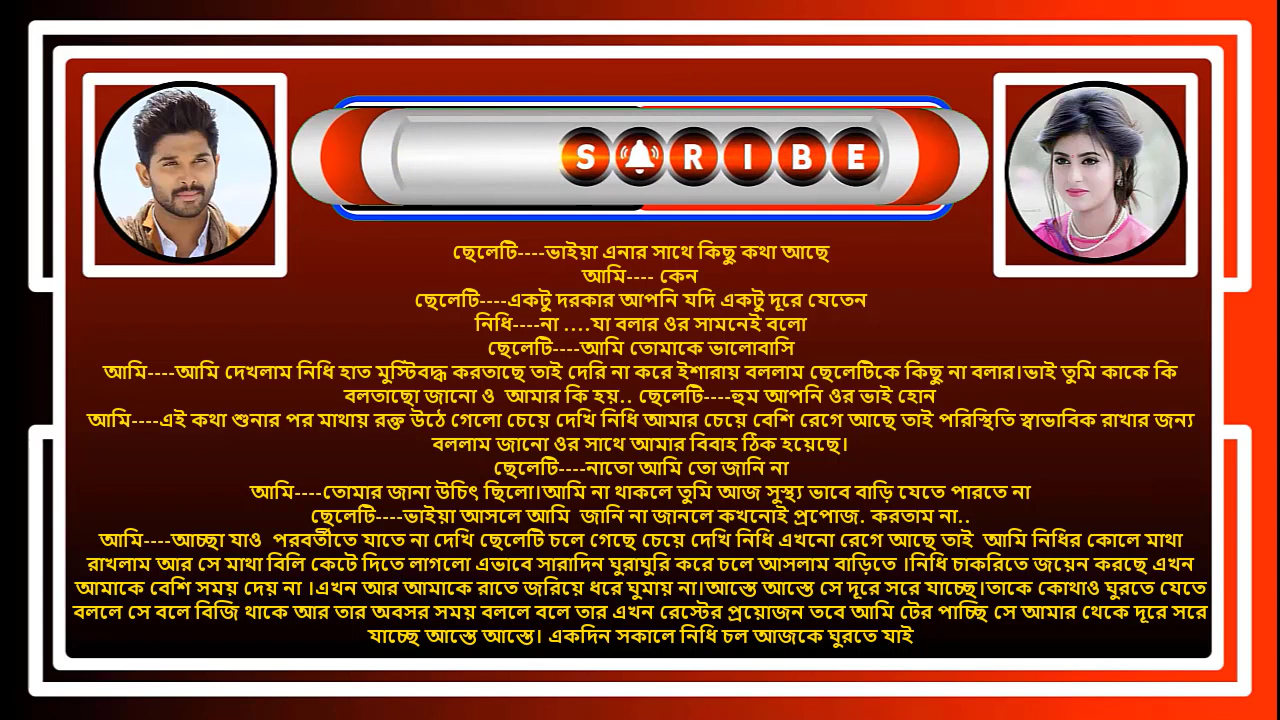 S RIBE
ছেলেটি----ভাইয়া এনার সাথে কিছু কথা আছে
আমি---- কেন
ছেলেটি----একটু দরকার আপনি যদি একটু দূরে যেতেন
নিধি----না ....যা বলার ওর সামনেই বলো
ছেলেটি----আমি তোমাকে ভালোবাসি
আমি----আমি দেখলাম নিধি হাত মুস্টিবদ্ধ করতাছে তাই দেরি না করে ইশারায় বললাম ছেলেটিকে কিছু না বলার।ভাই তুমি কাকে কি
বলতাছো জানো ও  আমার কি হয়.. ছেলেটি----হুম আপনি ওর ভাই হোন
আমি----এই কথা শুনার পর মাথায় রক্ত উঠে গেলো চেয়ে দেখি নিধি আমার চেয়ে বেশি রেগে আছে তাই পরিস্থিতি স্বাভাবিক রাখার জন্য
বললাম জানো ওর সাথে আমার বিবাহ ঠিক হয়েছে।
ছেলেটি----নাতো আমি তো জানি না
আমি----তোমার জানা উচিৎ ছিলো।আমি না থাকলে তুমি আজ সুস্থ্য ভাবে বাড়ি যেতে পারতে না
ছেলেটি----ভাইয়া আসলে আমি  জানি না জানলে কখনোই প্রপোজ. করতাম না..
আমি----আচ্ছা যাও  পরবর্তীতে যাতে না দেখি ছেলেটি চলে গেছে চেয়ে দেখি নিধি এখনো রেগে আছে তাই  আমি নিধির কোলে মাথা
রাখলাম আর সে মাথা বিলি কেটে দিতে লাগলো এভাবে সারাদিন ঘুরাঘুরি করে চলে আসলাম বাড়িতে ।নিধি চাকরিতে জয়েন করছে এখন
আমাকে বেশি সময় দেয় না ।এখন আর আমাকে রাতে জরিয়ে ধরে ঘুমায় না।আস্তে আস্তে সে দূরে সরে যাচ্ছে।তাকে কোথাও ঘুরতে যেতে
বললে সে বলে বিজি থাকে আর তার অবসর সময় বললে বলে তার এখন রেস্টের প্রয়োজন তবে আমি টের পাচ্ছি সে আমার থেকে দূরে সরে
যাচ্ছে আস্তে আস্তে। একদিন সকালে নিধি চল আজকে ঘুরতে যাই